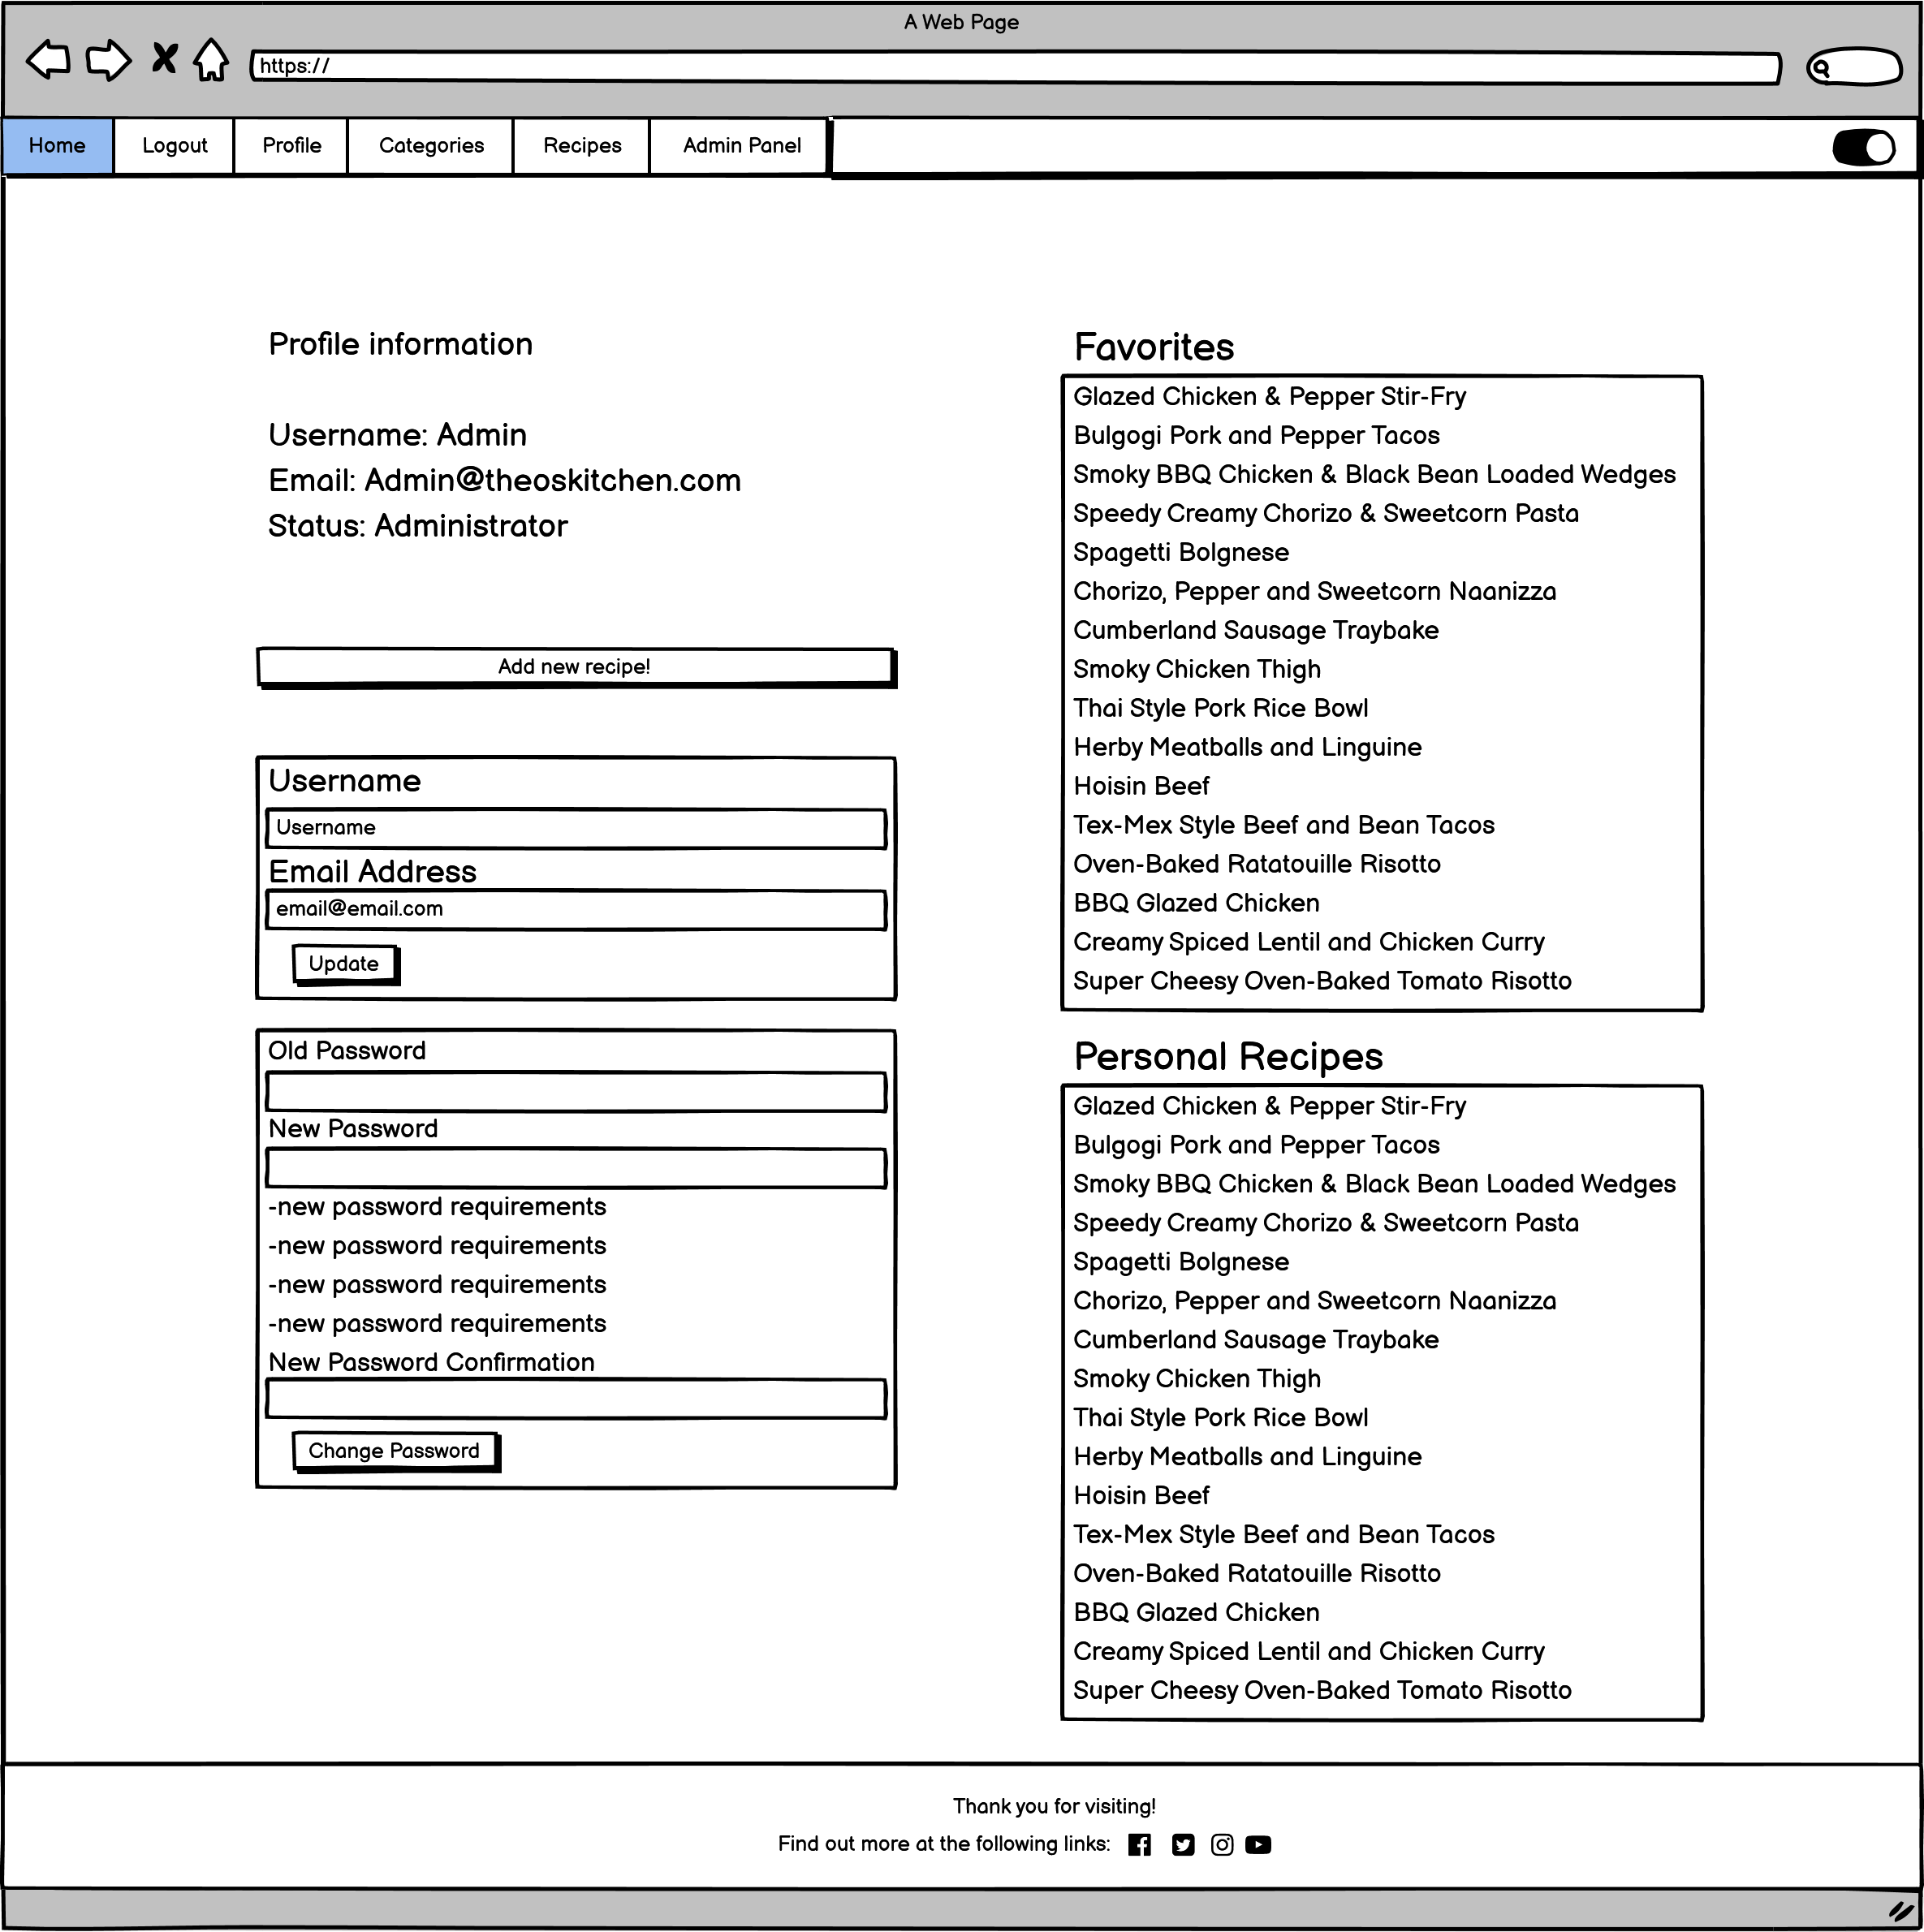 A Web Page
https://
Home Logout Profile Categories Recipes Admin Panel
Profile information
Username: Admin
Email: Admin@theoskitchen.com
Status: Administrator
Add new recipe!
Username
Username
Email Address
email@email.com
Update
Old Password
New Password
-new password requirements
-new password requirements
-new password requirements
-new password requirements
New Password Confirmation
Change Password
Favorites
Glazed Chicken & Pepper Stir-Fry
Bulgogi Pork and Pepper Tacos
Smoky BBQ Chicken & Black Bean Loaded Wedges
Speedy Creamy Chorizo & Sweetcorn Pasta
Spagetti Bolgnese
Chorizo, Pepper and Sweetcorn Naanizza
Cumberland Sausage Traybake
Smoky Chicken Thigh
Thai Style Pork Rice Bowl
Herby Meatballs and Linguine
Hoisin Beef
Tex-Mex Style Beef and Bean Tacos
Oven-Baked Ratatouille Risotto
BBQ Glazed Chicken
Creamy Spiced Lentil and Chicken Curry
Super Cheesy Oven-Baked Tomato Risotto
Personal Recipes
Glazed Chicken & Pepper Stir-Fry
Bulgogi Pork and Pepper Tacos
Smoky BBQ Chicken & Black Bean Loaded Wedges
Speedy Creamy Chorizo & Sweetcorn Pasta
Spagetti Bolgnese
Chorizo, Pepper and Sweetcorn Naanizza
Cumberland Sausage Traybake
Smoky Chicken Thigh
Thai Style Pork Rice Bowl
Herby Meatballs and Linguine
Hoisin Beef
Tex-Mex Style Beef and Bean Tacos
Oven-Baked Ratatouille Risotto
BBQ Glazed Chicken
Creamy Spiced Lentil and Chicken Curry
Super Cheesy Oven-Baked Tomato Risotto
Thank you for visiting!
Find out more at the following links: